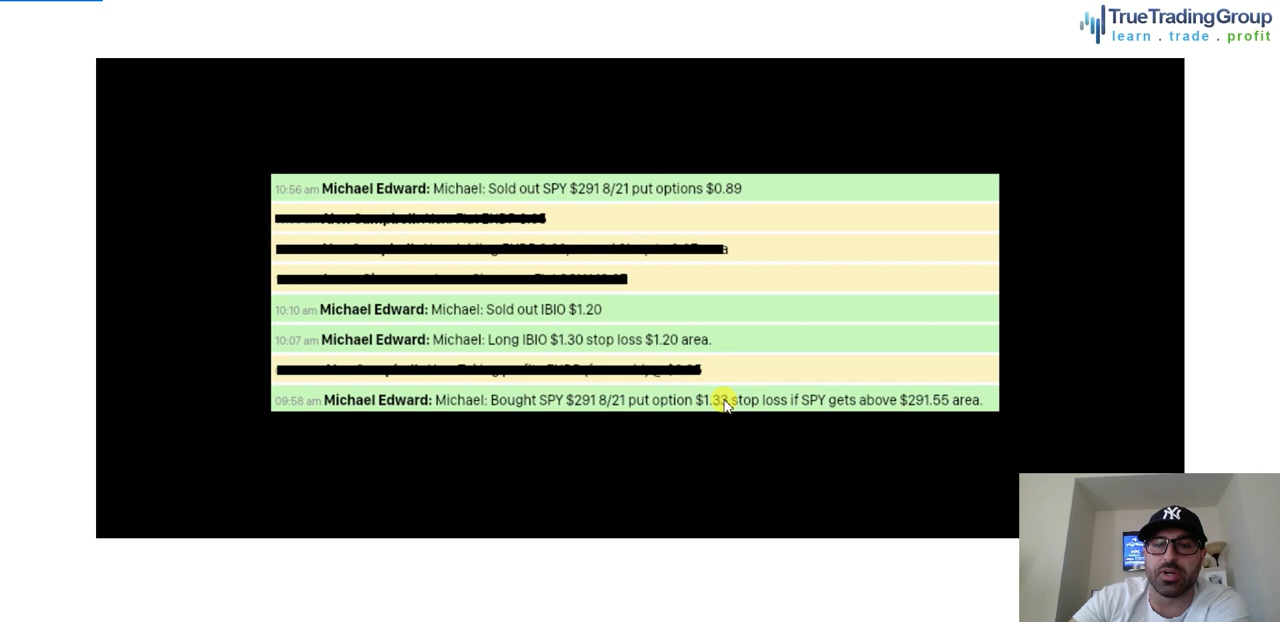 TrueTradingGroup
learn . trade . profit
10:56 am Michael Edward: Michael: Sold out SPY $291 8/21 put options $0.89
10:10 am Michael Edward: Michael: Sold out IBIO $1.20
10:07 am Michael Edward: Michael: Long IBIO $1.30 stop loss $1.20 area.
09:58 am Michael Edward: Michael: Bought SPY $291 8/21 put option $1.33 stop loss if SPY gets above $291.55 area.
NY